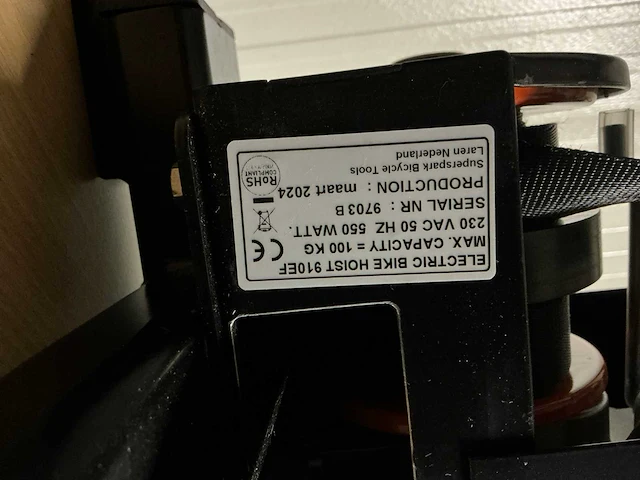 ELECTRIC BIKE HOIST 910EF
MAX. CAPACITY = 100 KG
230 VAC 50 HZ 550 WATT.
SERIAL NR : 9703 B
PRODUCTION : maart 2024
Superspark Bicycle Tools
Laren Nederland
CE
RoHS
COMPLIANT